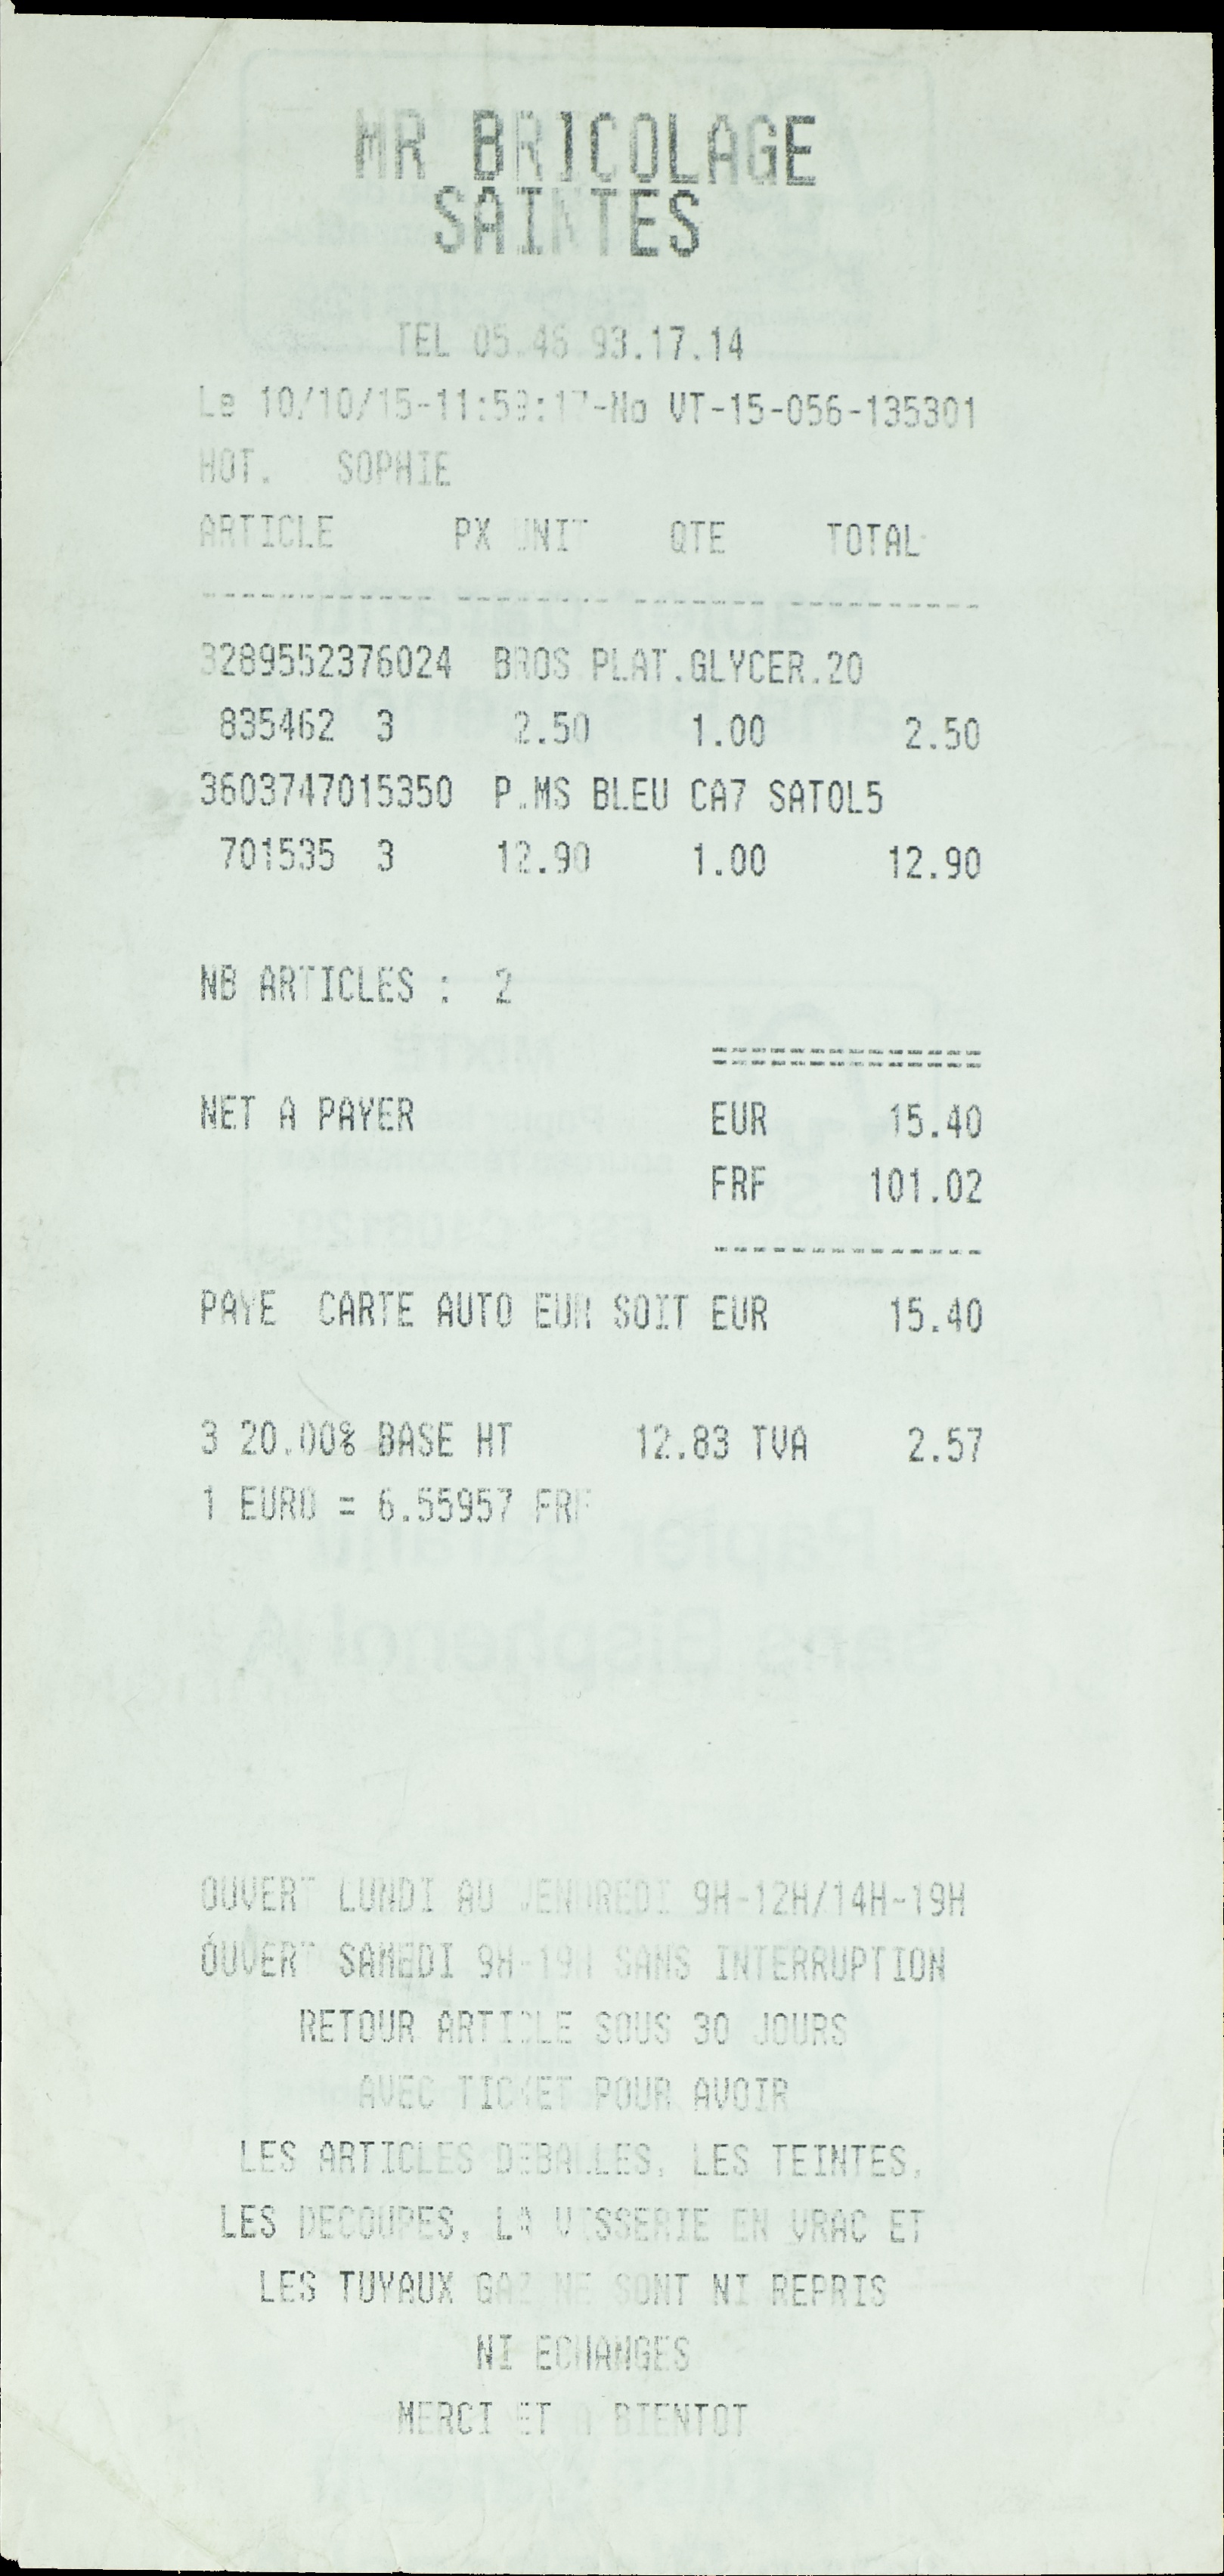 MR BRICOLAGE
SAINTES
TEL 05.46 93.17.14
Le 10/10/15-11:59:17-No VT-15-056-135301
HOT. SOPHIE
ARTICLE PX UNIT QTE TOTAL
------------ -------- ------- ----------
3289552376024 BROS PLAT.GLYCER.20
835462 3 2.50 1.00 2.50
3603747015350 P.MS BLEU CA7 SATOL5
701535 3 12.90 1.00 12.90
NB ARTICLES : 2
==============
NET A PAYER EUR 15.40
FRF 101.02
--------------
PAYE CARTE AUTO EUR SOIT EUR 15.40
3 20.00% BASE HT 12.83 TVA 2.57
1 EURO = 6.55957 FRF
OUVERT LUNDI AU VENDREDI 9H-12H/14H-19H
OUVERT SAMEDI 9H-19H SANS INTERRUPTION
RETOUR ARTICLE SOUS 30 JOURS
AVEC TICKET POUR AVOIR
LES ARTICLES DEBALLES, LES TEINTES,
LES DECOUPES, LA VISSERIE EN VRAC ET
LES TUYAUX GAZ NE SONT NI REPRIS
NI ECHANGES
MERCI ET A BIENTOT